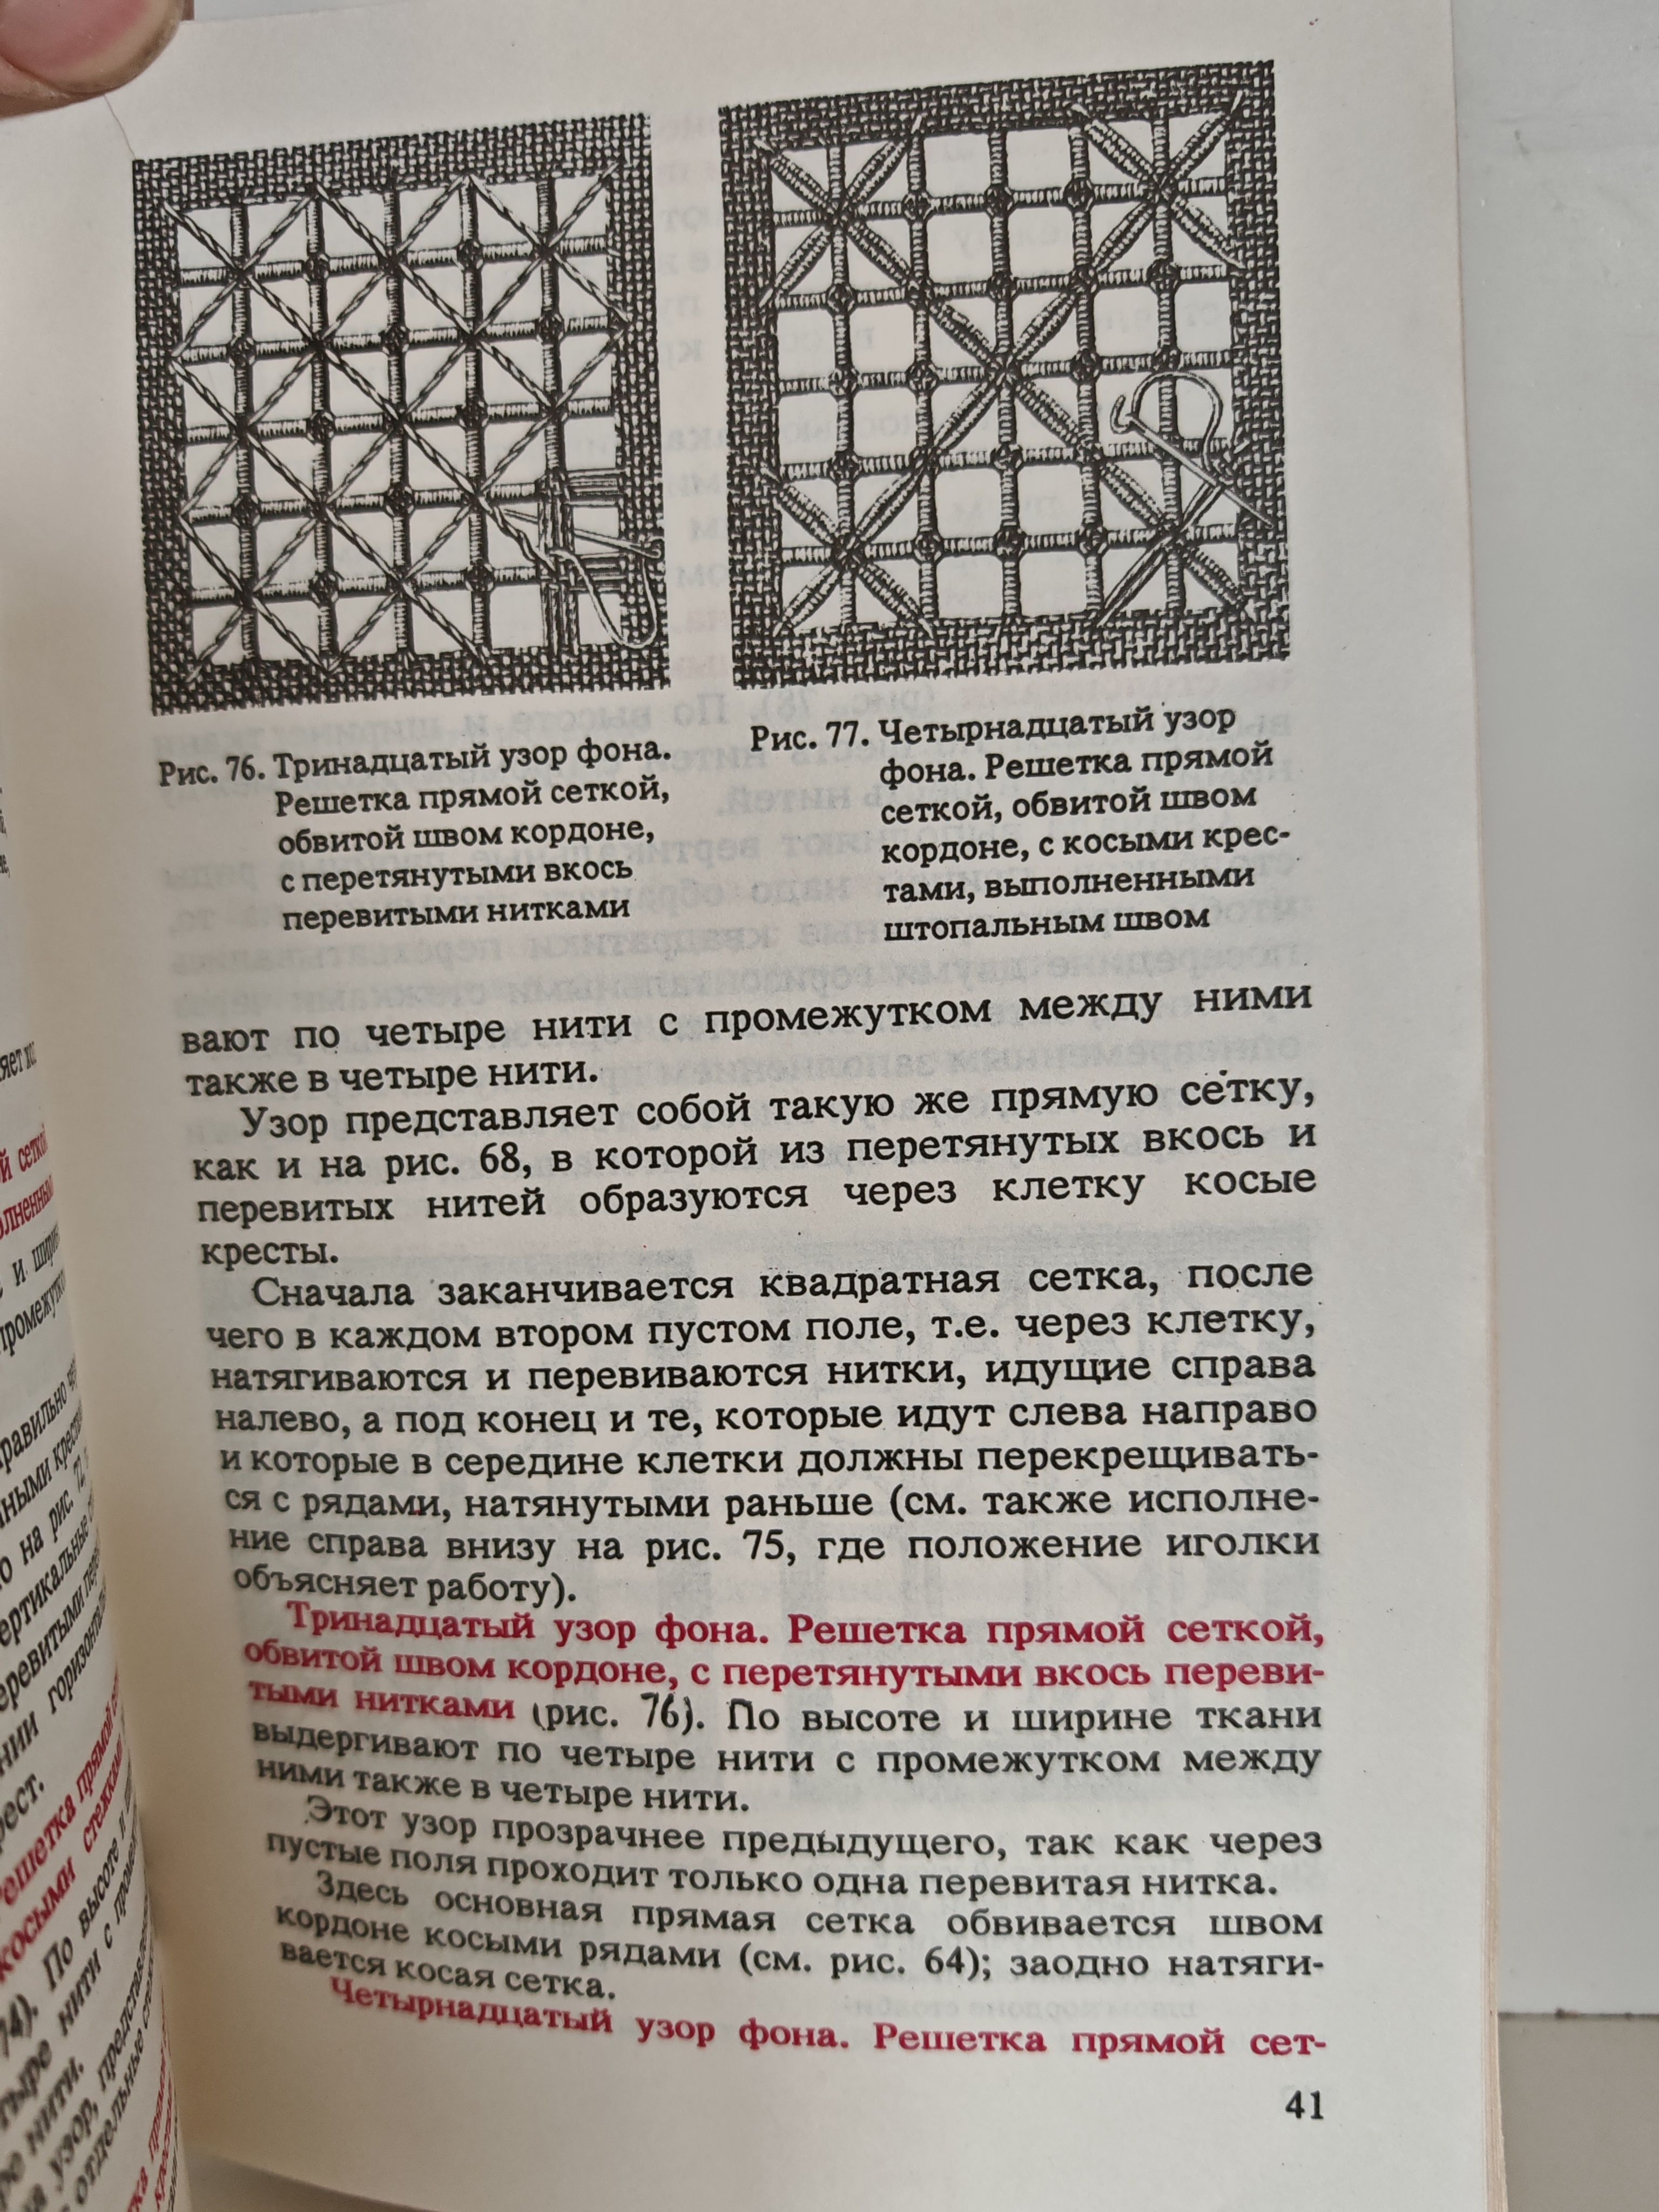 Рис. 76. Тринадцатый узор фона.
Решетка прямой сеткой,
обвитой швом кордоне,
с перетянутыми вкось
перевитыми нитками
Рис. 77. Четырнадцатый узор
фона. Решетка прямой
сеткой, обвитой швом
кордоне, с косыми крес-
тами, выполненными
штопальным швом
вают по четыре нити с промежутком между ними
также в четыре нити.
Узор представляет собой такую же прямую сетку,
как и на рис. 68, в которой из перетянутых вкось и
перевитых нитей образуются через клетку косые
кресты.
Сначала заканчивается квадратная сетка, после
чего в каждом втором пустом поле, т.е. через клетку,
натягиваются и перевиваются нитки, идущие справа
налево, а под конец и те, которые идут слева направо
и которые в середине клетки должны перекрещивать-
ся с рядами, натянутыми раньше (см. также исполне-
ние справа внизу на рис. 75, где положение иголки
объясняет работу).
Тринадцатый узор фона. Решетка прямой сеткой,
обвитой швом кордоне, с перетянутыми вкось переви-
тыми нитками (рис. 76). По высоте и ширине ткани
выдергивают по четыре нити с промежутком между
ними также в четыре нити.
Этот узор прозрачнее предыдущего, так как через
пустые поля проходит только одна перевитая нитка.
Здесь основная прямая сетка обвивается швом
кордоне косыми рядами (см. рис. 64); заодно натяги-
вается косая сетка.
Четырнадцатый узор фона. Решетка прямой сет-
41